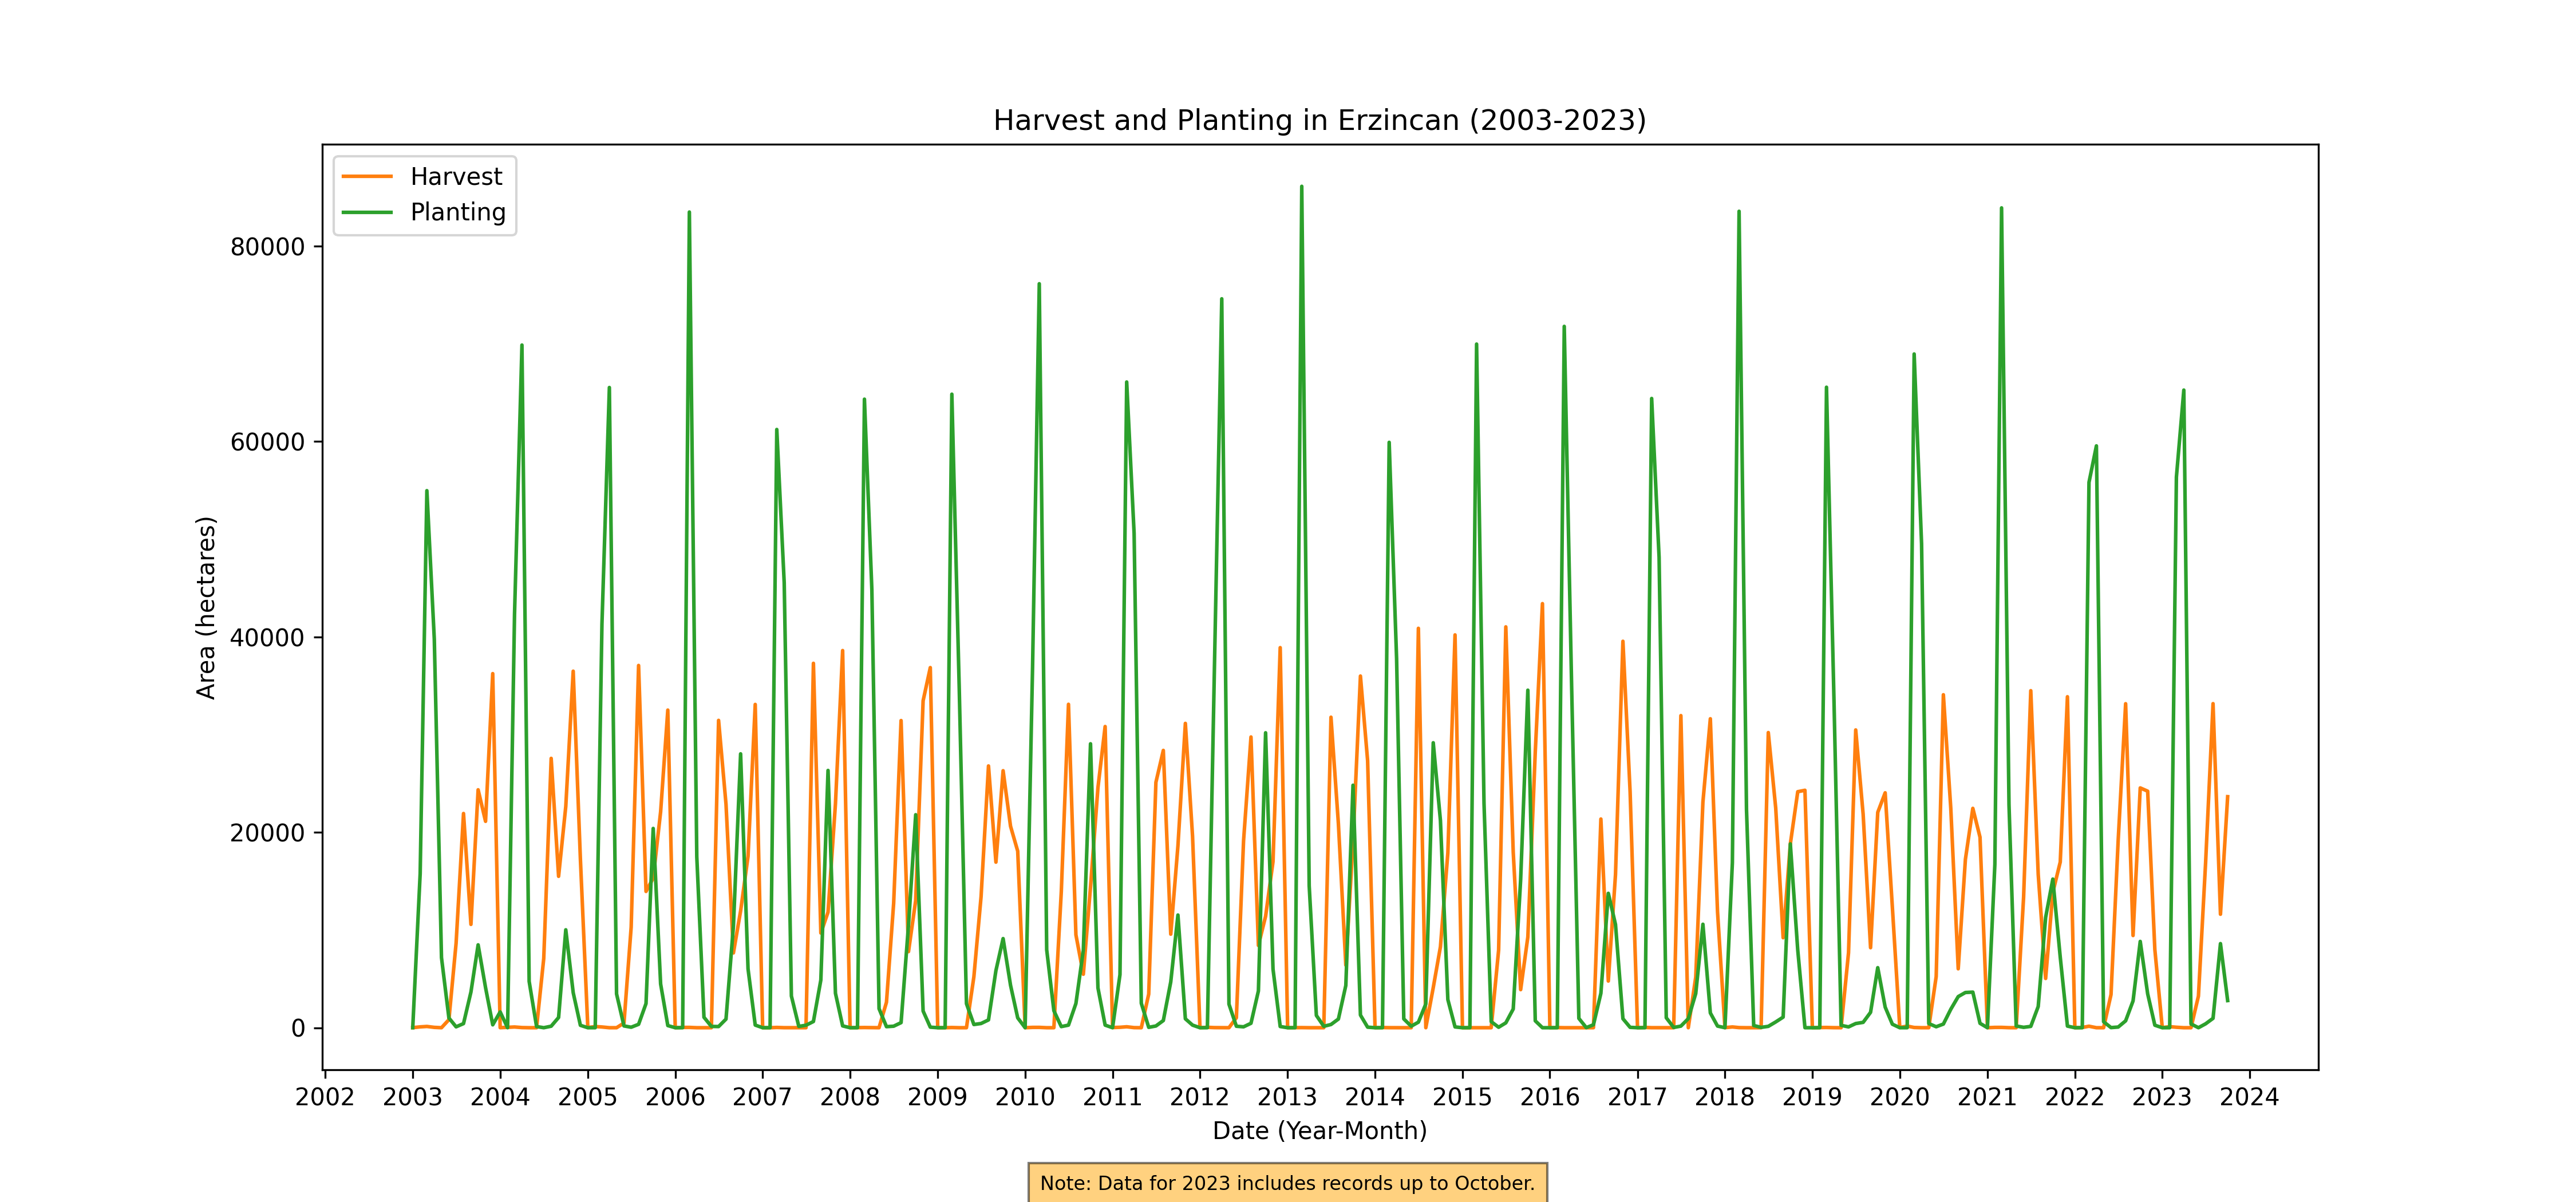 Harvest and Planting in Erzincan (2003-2023)
Harvest
Planting
80000
60000
40000
20000
0
Area (hectares)
2002 2003 2004 2005 2006 2007 2008 2009 2010 2011 2012 2013 2014 2015 2016 2017 2018 2019 2020 2021 2022 2023 2024
Date (Year-Month)
Note: Data for 2023 includes records up to October.